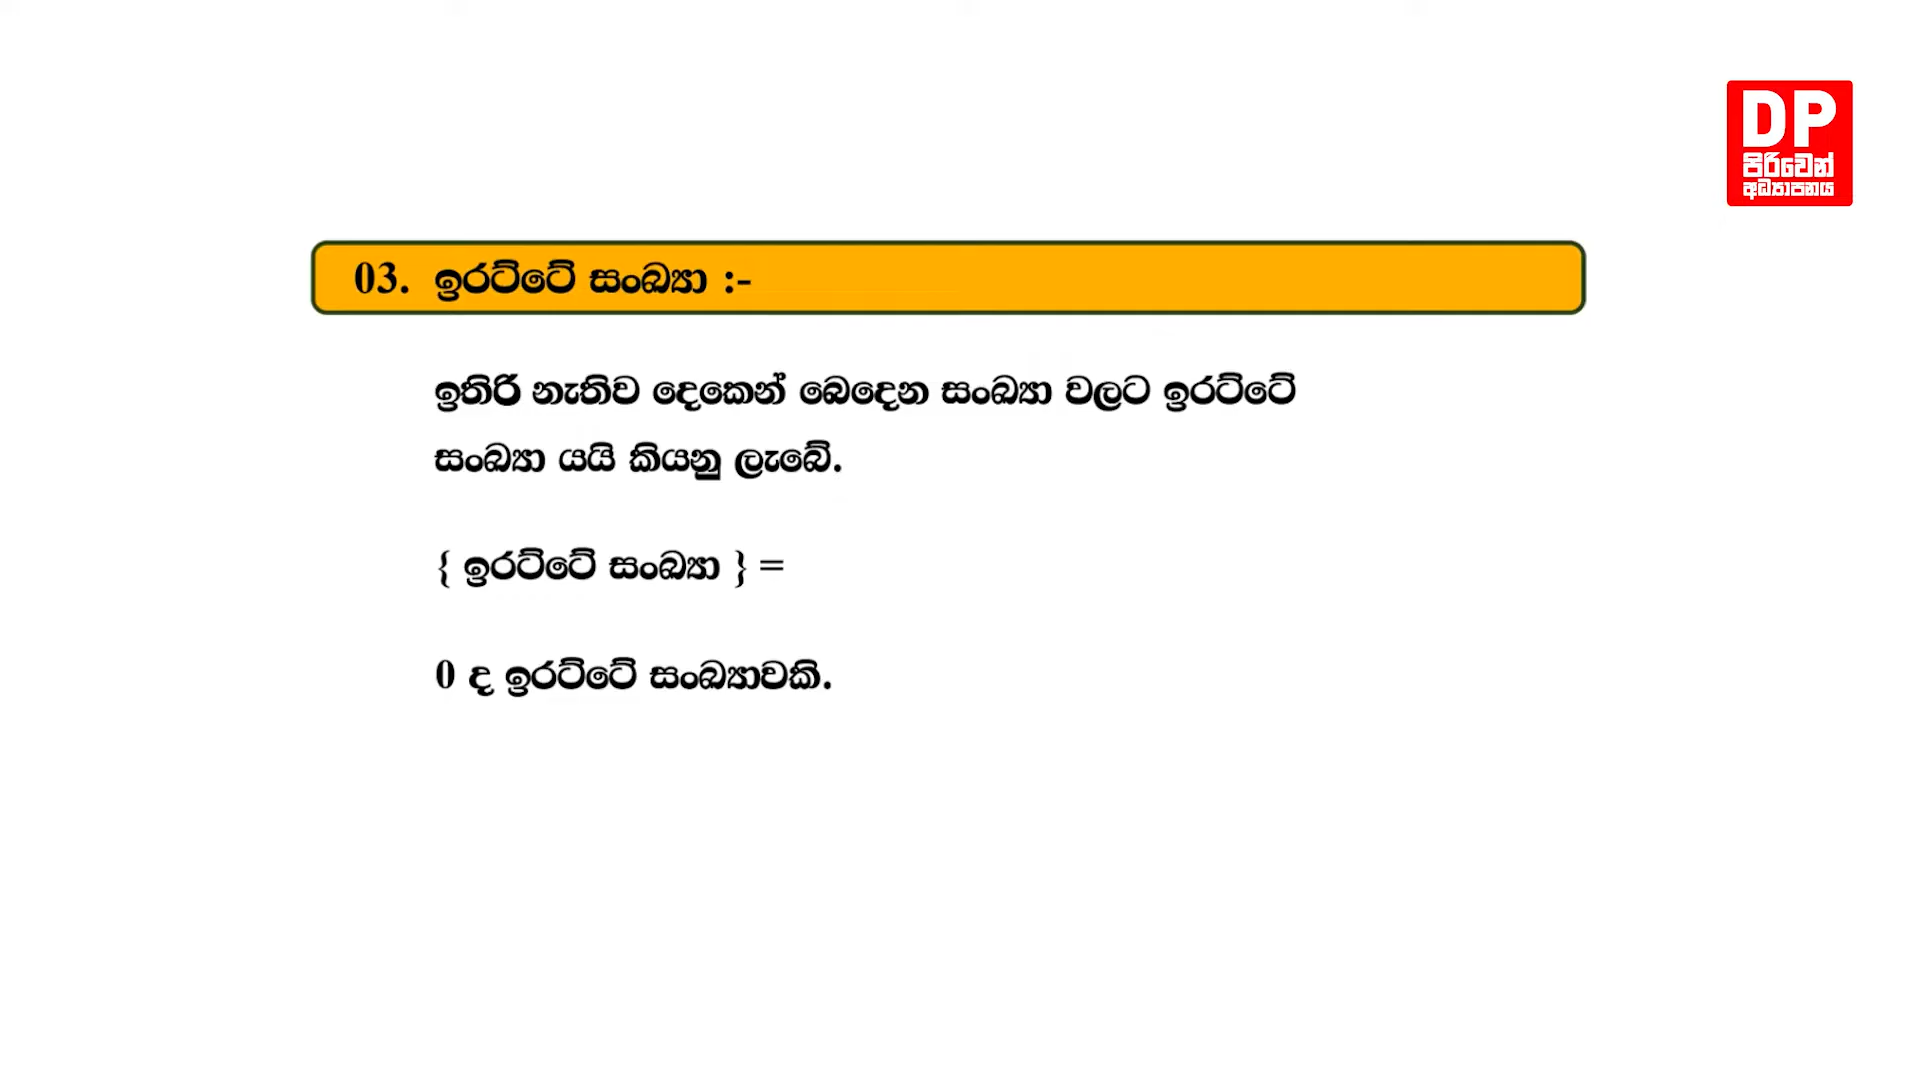 DP
පිරිවෙන්
අධ්‍යාපනය
03. ඉරට්ටේ සංඛ්‍යා :-
ඉතිරි නැතිව දෙකෙන් බෙදෙන සංඛ්‍යා වලට ඉරට්ටේ
සංඛ්‍යා යයි කියනු ලැබේ.
{ ඉරට්ටේ සංඛ්‍යා } =
0 ද ඉරට්ටේ සංඛ්‍යාවකි.